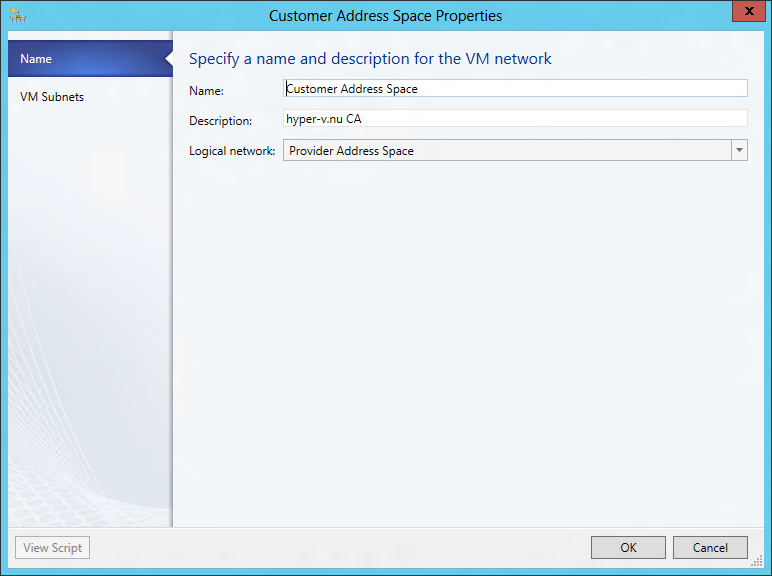 Customer Address Space Properties
Name
VM Subnets
Specify a name and description for the VM network
Name: Customer Address Space
Description: hyper-v.nu CA
Logical network: Provider Address Space
View Script
OK Cancel